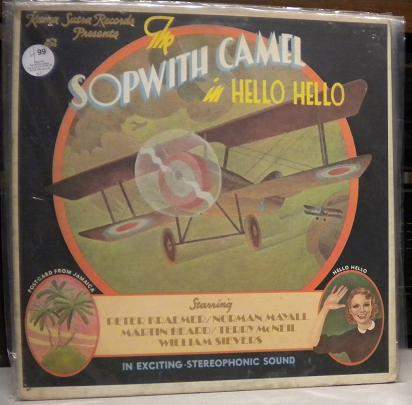 Kama Sutra Records
Presents
The
SOPWITH CAMEL
in HELLO HELLO
99
POSTCARD FROM JAMAICA
HELLO HELLO
Starring
PETER KRAEMER/NORMAN MAYALL
MARTIN BEARD/TERRY McNEIL
WILLIAM SIEVERS
IN EXCITING-STEREOPHONIC SOUND